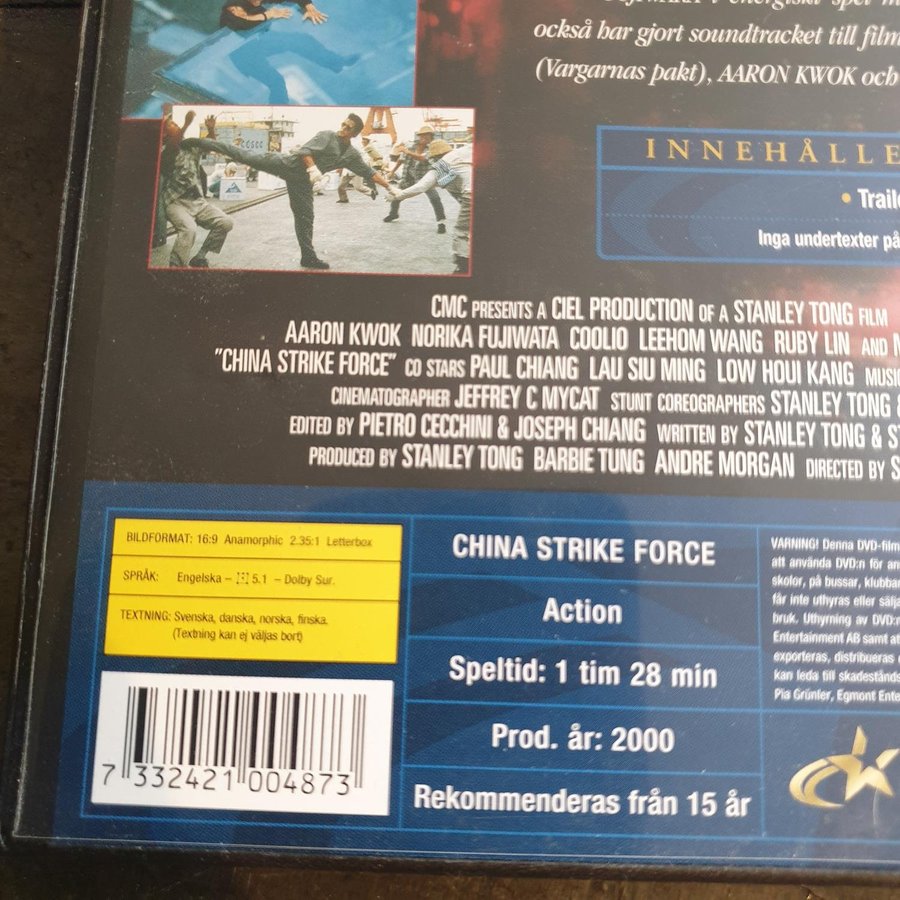 också har gjort soundtracket till film
(Vargarnas pakt), AARON KWOK och
INNEHÅLLE
• Traile
Inga undertexter på
CMC PRESENTS A CIEL PRODUCTION OF A STANLEY TONG FILM
AARON KWOK NORIKA FUJIWATA COOLIO LEEHOM WANG RUBY LIN AND
"CHINA STRIKE FORCE" CO STARS PAUL CHIANG LAU SIU MING LOW HOUI KANG MUSI
CINEMATOGRAPHER JEFFREY C MYCAT STUNT COREOGRAPHERS STANLEY TONG &
EDITED BY PIETRO CECCHINI & JOSEPH CHIANG WRITTEN BY STANLEY TONG & ST
PRODUCED BY STANLEY TONG BARBIE TUNG ANDRE MORGAN DIRECTED BY S
BILDFORMAT: 16:9 Anamorphic 2.35:1 Letterbox
SPRÅK: Engelska – 5.1 – Dolby Sur.
TEXTNING: Svenska, danska, norska, finska.
(Textning kan ej väljas bort)
7 332421 004873
CHINA STRIKE FORCE
Action
Speltid: 1 tim 28 min
Prod. år: 2000
Rekommenderas från 15 år
VARNING! Denna DVD-film
att använda DVD:n för an
skolor, på bussar, klubbar
får inte uthyras eller sälja
bruk. Uthyrning av DVD:n
Entertainment AB samt at
exporteras, distribueras
kan leda till skadestånds
Pia Grünler, Egmont Ente